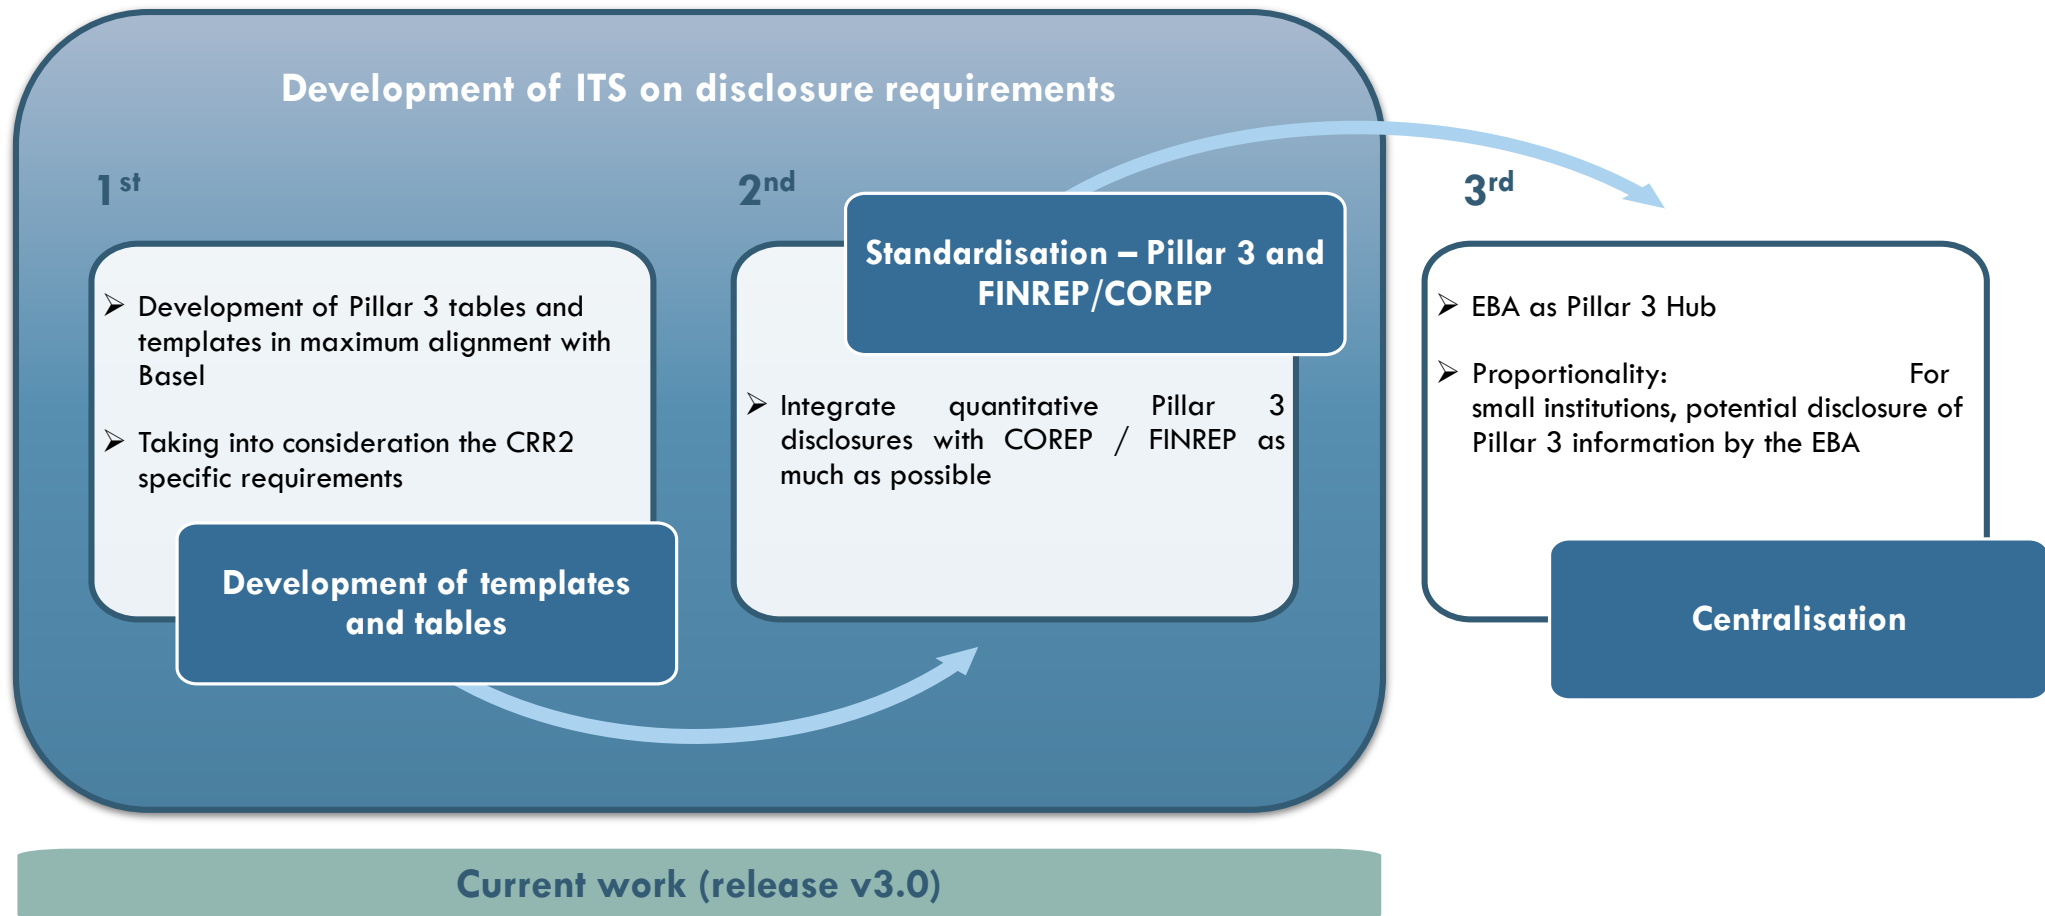 Development of ITS on disclosure requirements
1st
Development of Pillar 3 tables and
templates in maximum alignment with
Basel
Taking into consideration the CRR2
specific requirements
Development of templates
and tables
2nd
Standardisation – Pillar 3 and
FINREP/COREP
Integrate quantitative Pillar 3
disclosures with COREP / FINREP as
much as possible
3rd
EBA as Pillar 3 Hub
Proportionality: For
small institutions, potential disclosure of
Pillar 3 information by the EBA
Centralisation
Current work (release v3.0)